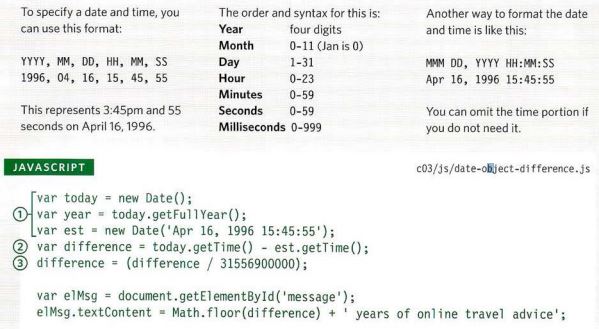 To specify a date and time, you
can use this format:
YYYY, MM, DD, HH, MM, SS
1996, 04, 16, 15, 45, 55
This represents 3:45pm and 55
seconds on April 16, 1996.
The order and syntax for this is:
Year four digits
Month 0-11 (Jan is 0)
Day 1-31
Hour 0-23
Minutes 0-59
Seconds 0-59
Milliseconds 0-999
Another way to format the date
and time is like this:
MMM DD, YYYY HH:MM:SS
Apr 16, 1996 15:45:55
You can omit the time portion if
you do not need it.
JAVASCRIPT c03/js/date-object-difference.js
var today = new Date();
① var year = today.getFullYear();
var est = new Date('Apr 16, 1996 15:45:55');
② var difference = today.getTime() - est.getTime();
③ difference = (difference / 31556900000);
var elMsg = document.getElementById('message');
elMsg.textContent = Math.floor(difference) + ' years of online travel advice';